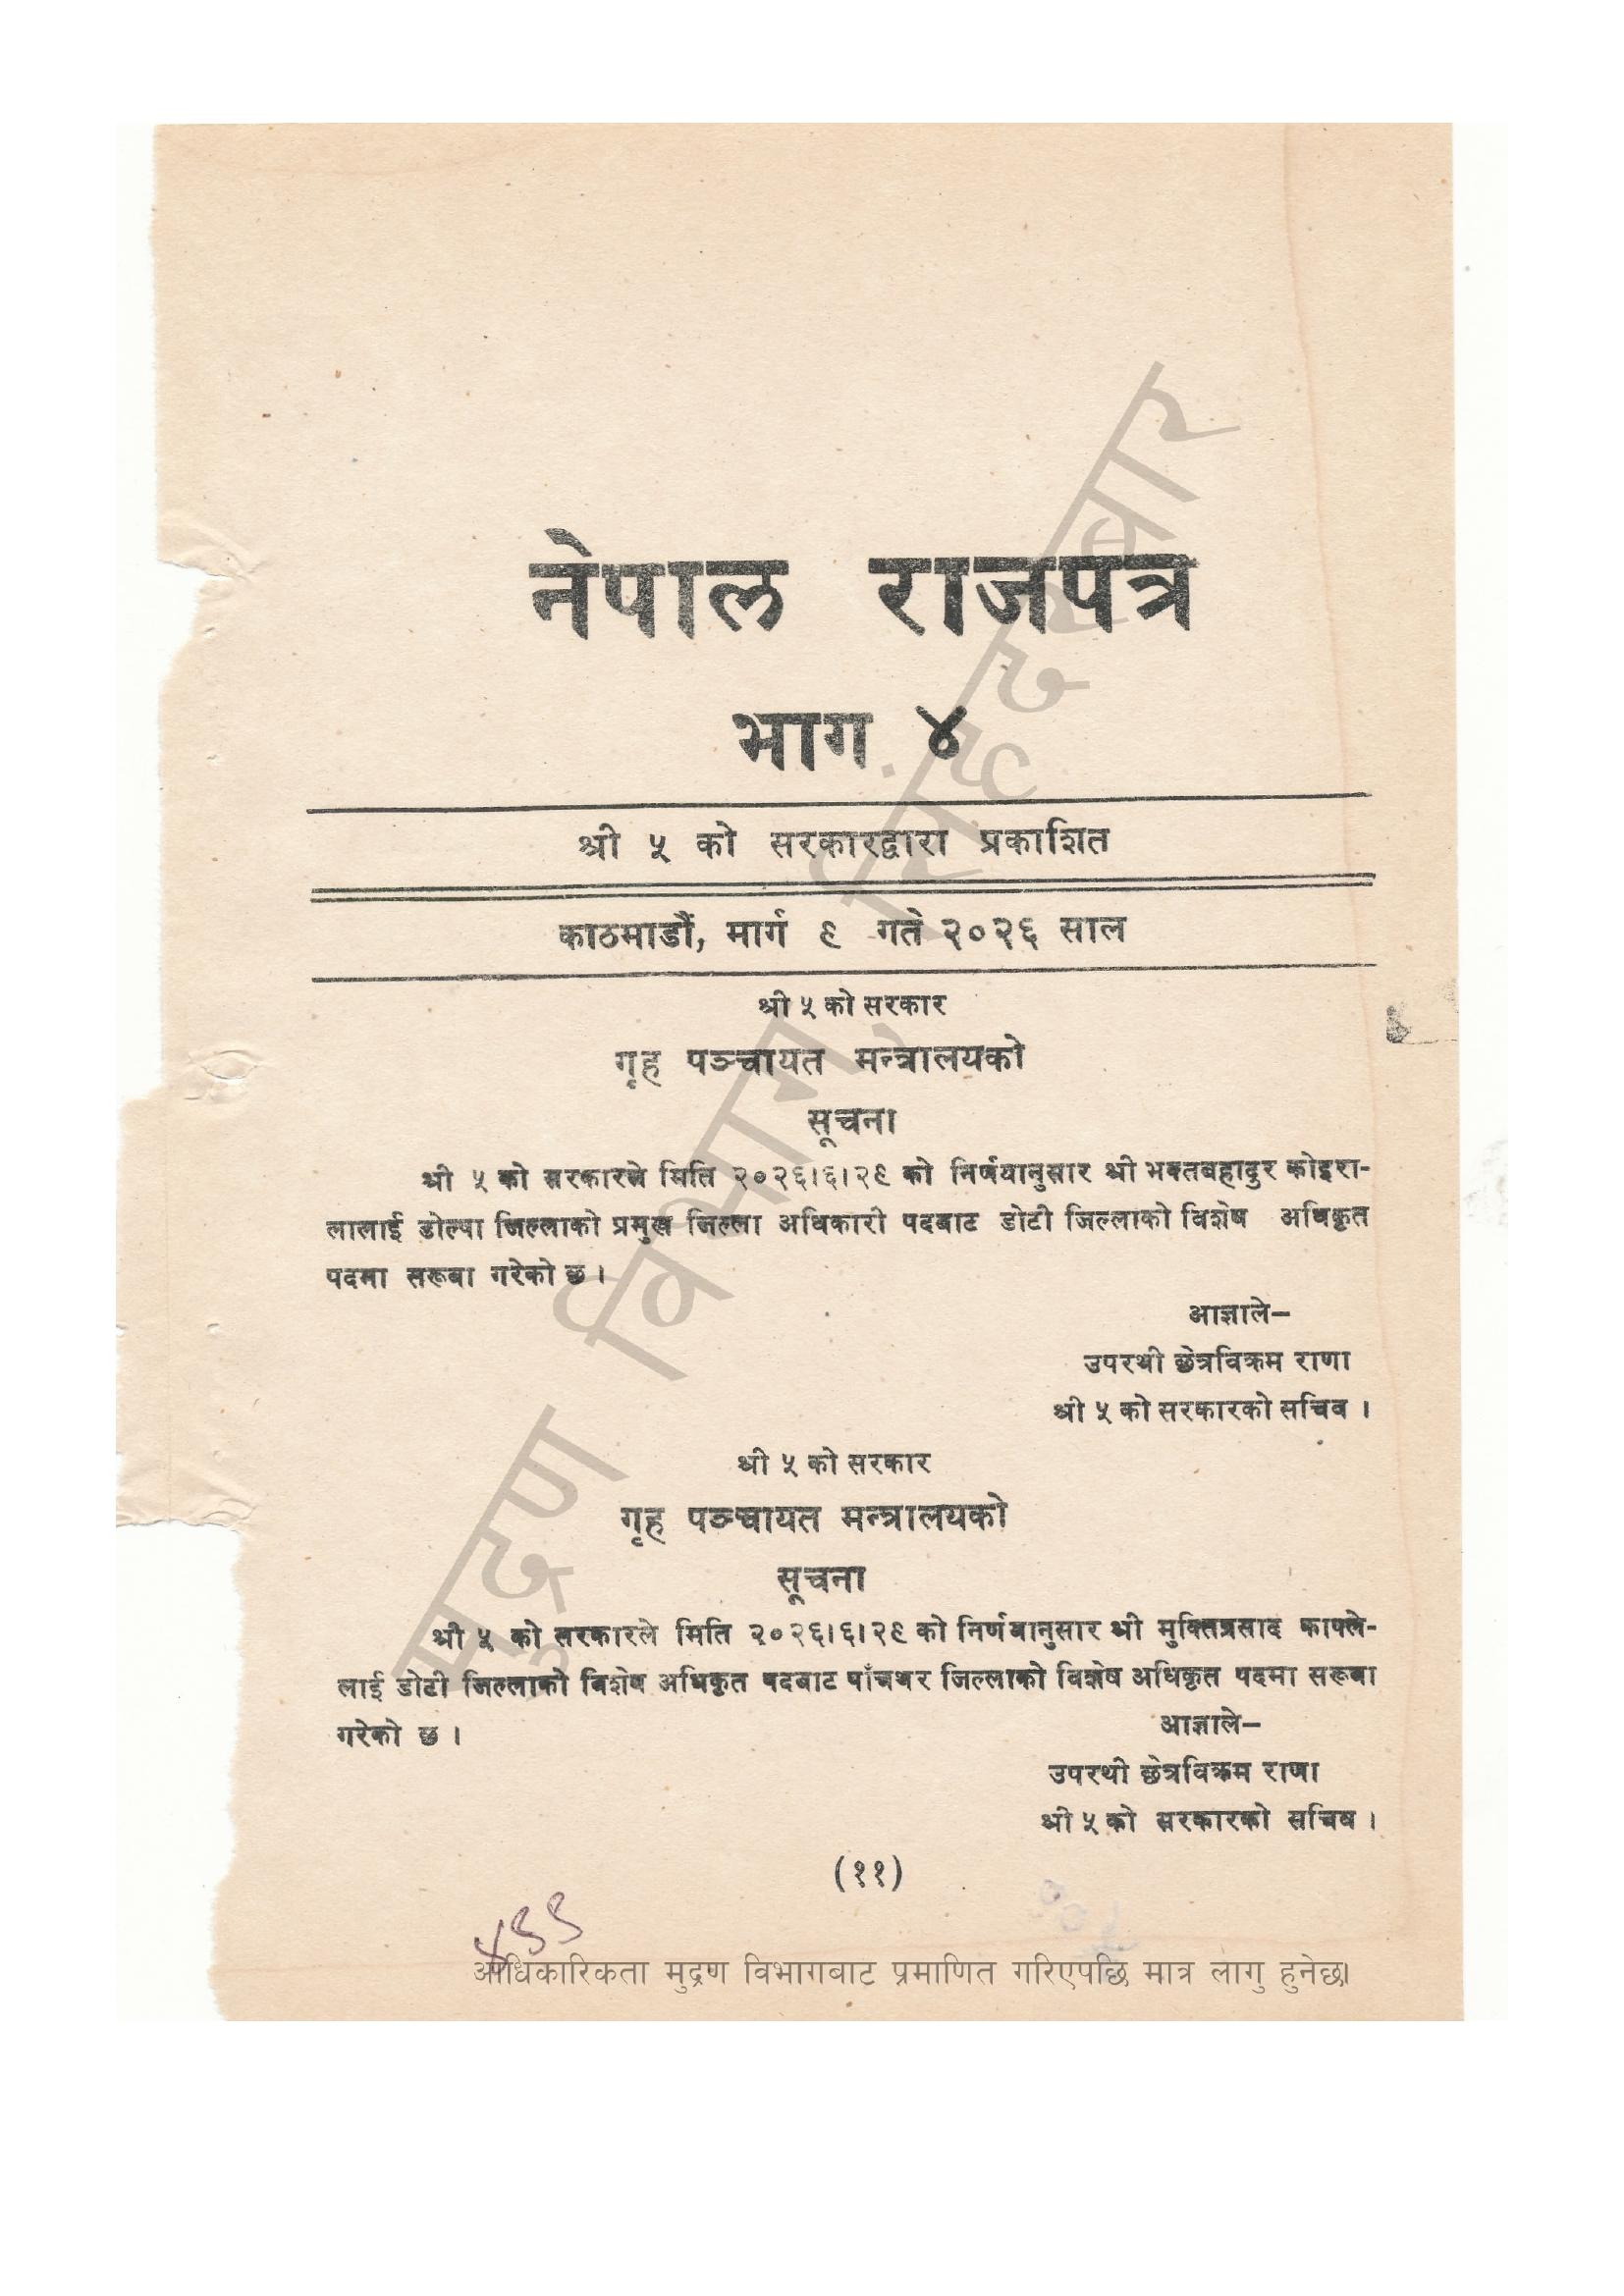 नेपाल राजपत्र
भाग ४
श्री ५ को सरकारद्वारा प्रकाशित
काठमाडौं, मार्ग ९ गते २०२६ साल
श्री ५ को सरकार
गृह पञ्चायत मन्त्रालयको
सूचना
श्री ५ को सरकारले मिति २०२६।६।२९ को निर्णयानुसार श्री भक्तबहादुर कोइरा-
लालाई डोल्पा जिल्लाको प्रमुख जिल्ला अधिकारी पदबाट डोटी जिल्लाको विशेष अधिकृत
पदमा सरूवा गरेको छ ।
आज्ञाले–
उपरथी छेत्रविक्रम राणा
श्री ५ को सरकारको सचिव ।
श्री ५ को सरकार
गृह पञ्चायत मन्त्रालयको
सूचना
श्री ५ को सरकारले मिति २०२६।६।२९ को निर्णयानुसार श्री मुक्तिप्रसाद काफ्ले-
लाई डोटी जिल्लाको विशेष अधिकृत पदबाट पाँचथर जिल्लाको विशेष अधिकृत पदमा सरूवा
गरेको छ ।
आज्ञाले–
उपरथी छेत्रविक्रम राणा
श्री ५ को सरकारको सचिव ।
(११)
आधिकारिकता मुद्रण विभागबाट प्रमाणित गरिएपछि मात्र लागु हुनेछ।
मुद्रण विभाग, सिंहदरबार